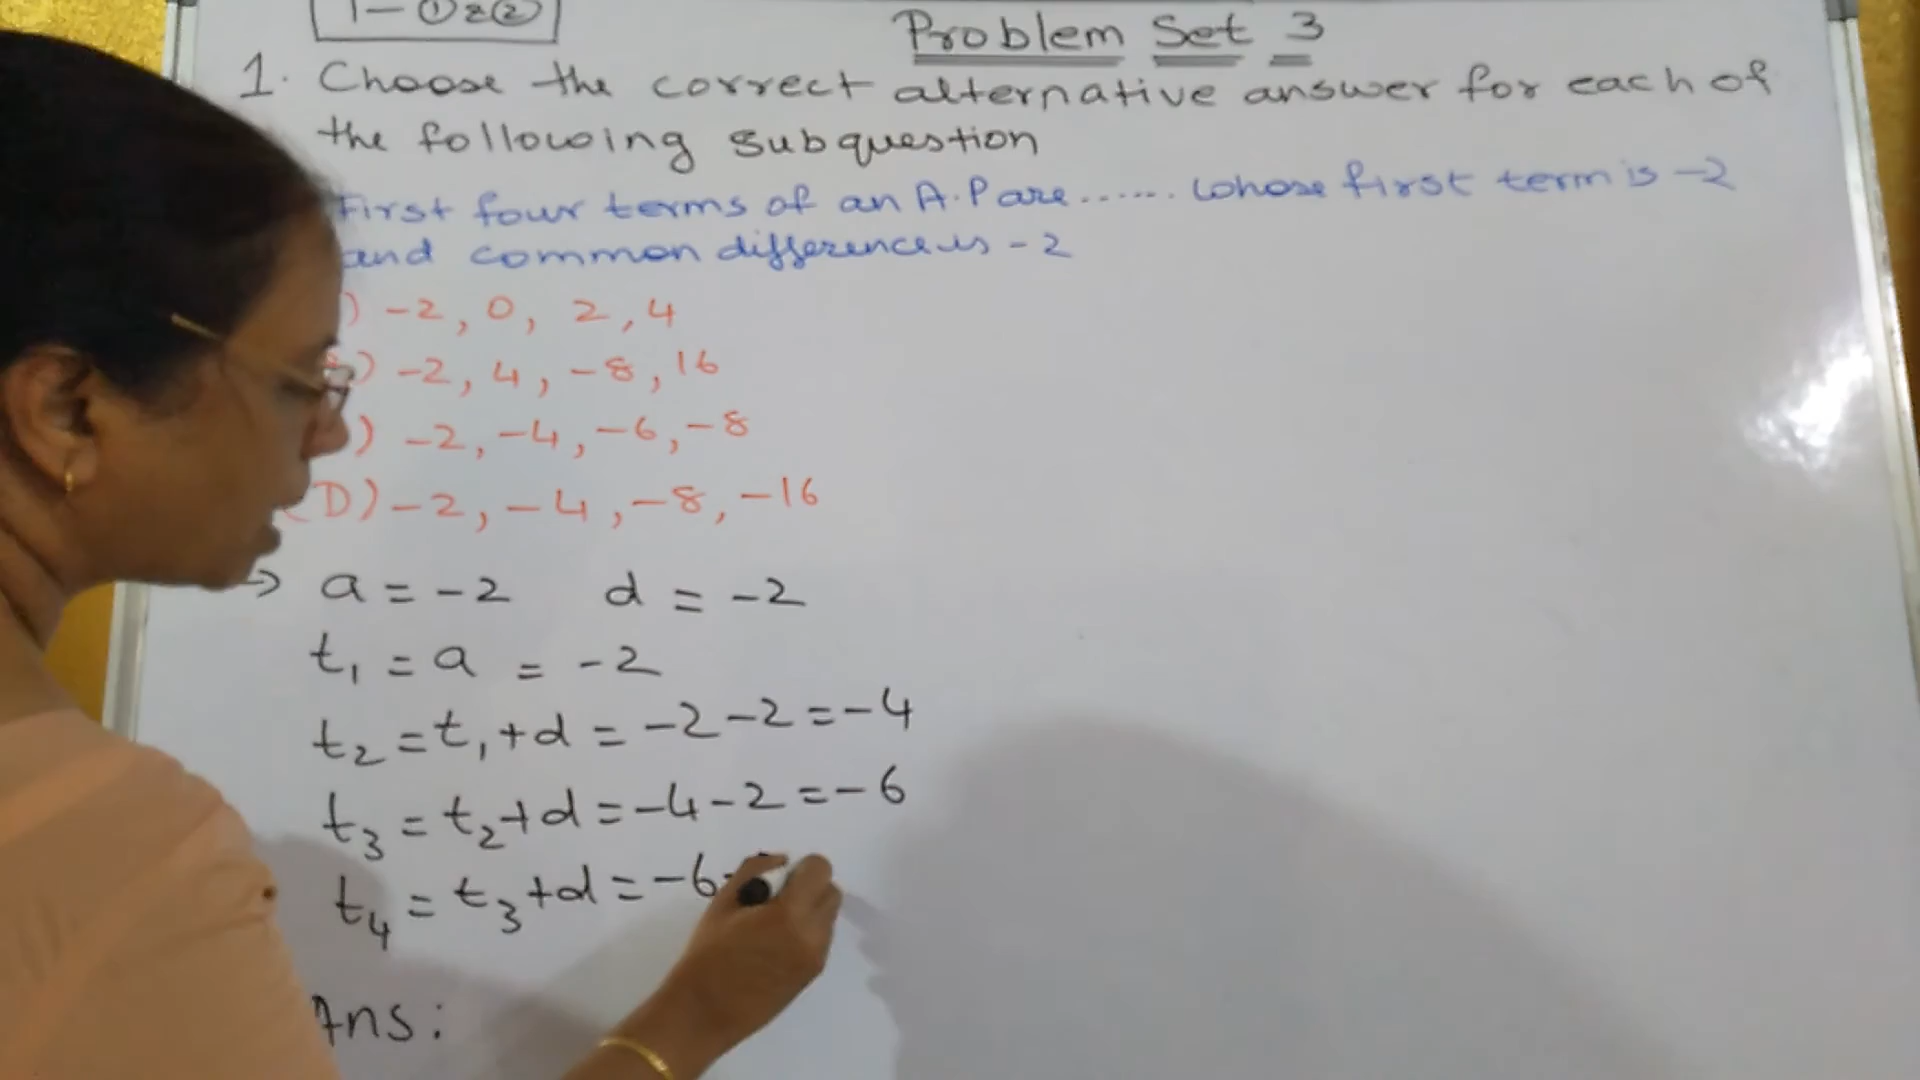 1 - ① & ②
Problem Set 3
1. Choose the correct alternative answer for each of
the following subquestion
First four terms of an A.P are...... whose first term is -2
and common difference is -2
) -2, 0, 2, 4
) -2, 4, -8, 16
) -2, -4, -6, -8
(D) -2, -4, -8, -16
→ a = -2 d = -2
t₁ = a = -2
t₂ = t₁ + d = -2 - 2 = -4
t₃ = t₂ + d = -4 - 2 = -6
t₄ = t₃ + d = -6 -
Ans: